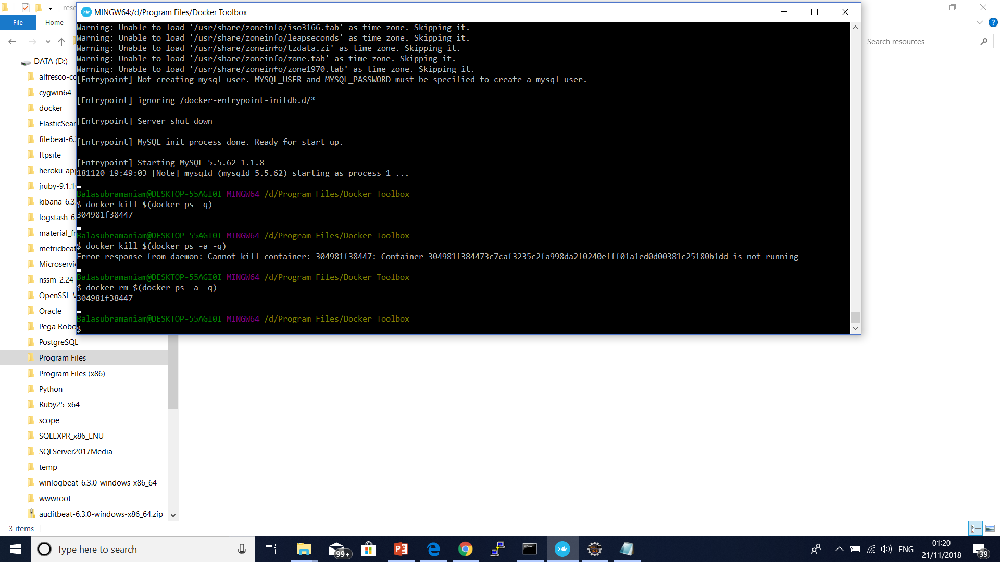 resc
MINGW64:/d/Program Files/Docker Toolbox
File
Home
?
Search resources
DATA (D:)
alfresco-cc
cygwin64
docker
ElasticSear
filebeat-6.3
ftpsite
heroku-ap
jruby-9.1.1
kibana-6.3.
logstash-6.
material_fr
metricbeat
Microservic
nssm-2.24
OpenSSL-W
Oracle
Pega Robo
PostgreSQL
Program Files
Program Files (x86)
Python
Ruby25-x64
scope
SQLEXPR_x86_ENU
SQLServer2017Media
temp
winlogbeat-6.3.0-windows-x86_64
wwwroot
auditbeat-6.3.0-windows-x86_64.zip
3 items
Warning: Unable to load '/usr/share/zoneinfo/iso3166.tab' as time zone. Skipping it.
Warning: Unable to load '/usr/share/zoneinfo/leapseconds' as time zone. Skipping it.
Warning: Unable to load '/usr/share/zoneinfo/tzdata.zi' as time zone. Skipping it.
Warning: Unable to load '/usr/share/zoneinfo/zone.tab' as time zone. Skipping it.
Warning: Unable to load '/usr/share/zoneinfo/zone1970.tab' as time zone. Skipping it.
[Entrypoint] Not creating mysql user. MYSQL_USER and MYSQL_PASSWORD must be specified to create a mysql user.
[Entrypoint] ignoring /docker-entrypoint-initdb.d/*
[Entrypoint] Server shut down
[Entrypoint] MySQL init process done. Ready for start up.
[Entrypoint] Starting MySQL 5.5.62-1.1.8
181120 19:49:03 [Note] mysqld (mysqld 5.5.62) starting as process 1 ...
Balasubramaniam@DESKTOP-55AGI0I MINGW64 /d/Program Files/Docker Toolbox
$ docker kill $(docker ps -q)
304981f38447
Balasubramaniam@DESKTOP-55AGI0I MINGW64 /d/Program Files/Docker Toolbox
$ docker kill $(docker ps -a -q)
Error response from daemon: Cannot kill container: 304981f38447: Container 304981f384473c7caf3235c2fa998da2f0240efff01a1ed0d00381c25180b1dd is not running
Balasubramaniam@DESKTOP-55AGI0I MINGW64 /d/Program Files/Docker Toolbox
$ docker rm $(docker ps -a -q)
304981f38447
Balasubramaniam@DESKTOP-55AGI0I MINGW64 /d/Program Files/Docker Toolbox
$
Type here to search
99+
ENG
01:20
21/11/2018
39